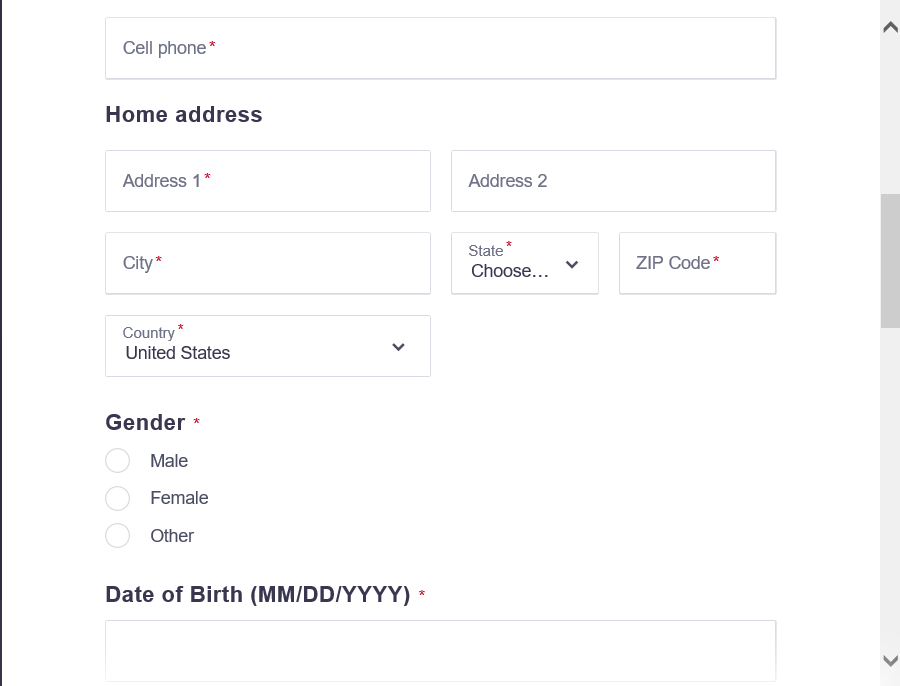 Cell phone*
Home address
Address 1* Address 2
City* State* Choose... ZIP Code*
Country*
United States
Gender *
Male
Female
Other
Date of Birth (MM/DD/YYYY) *